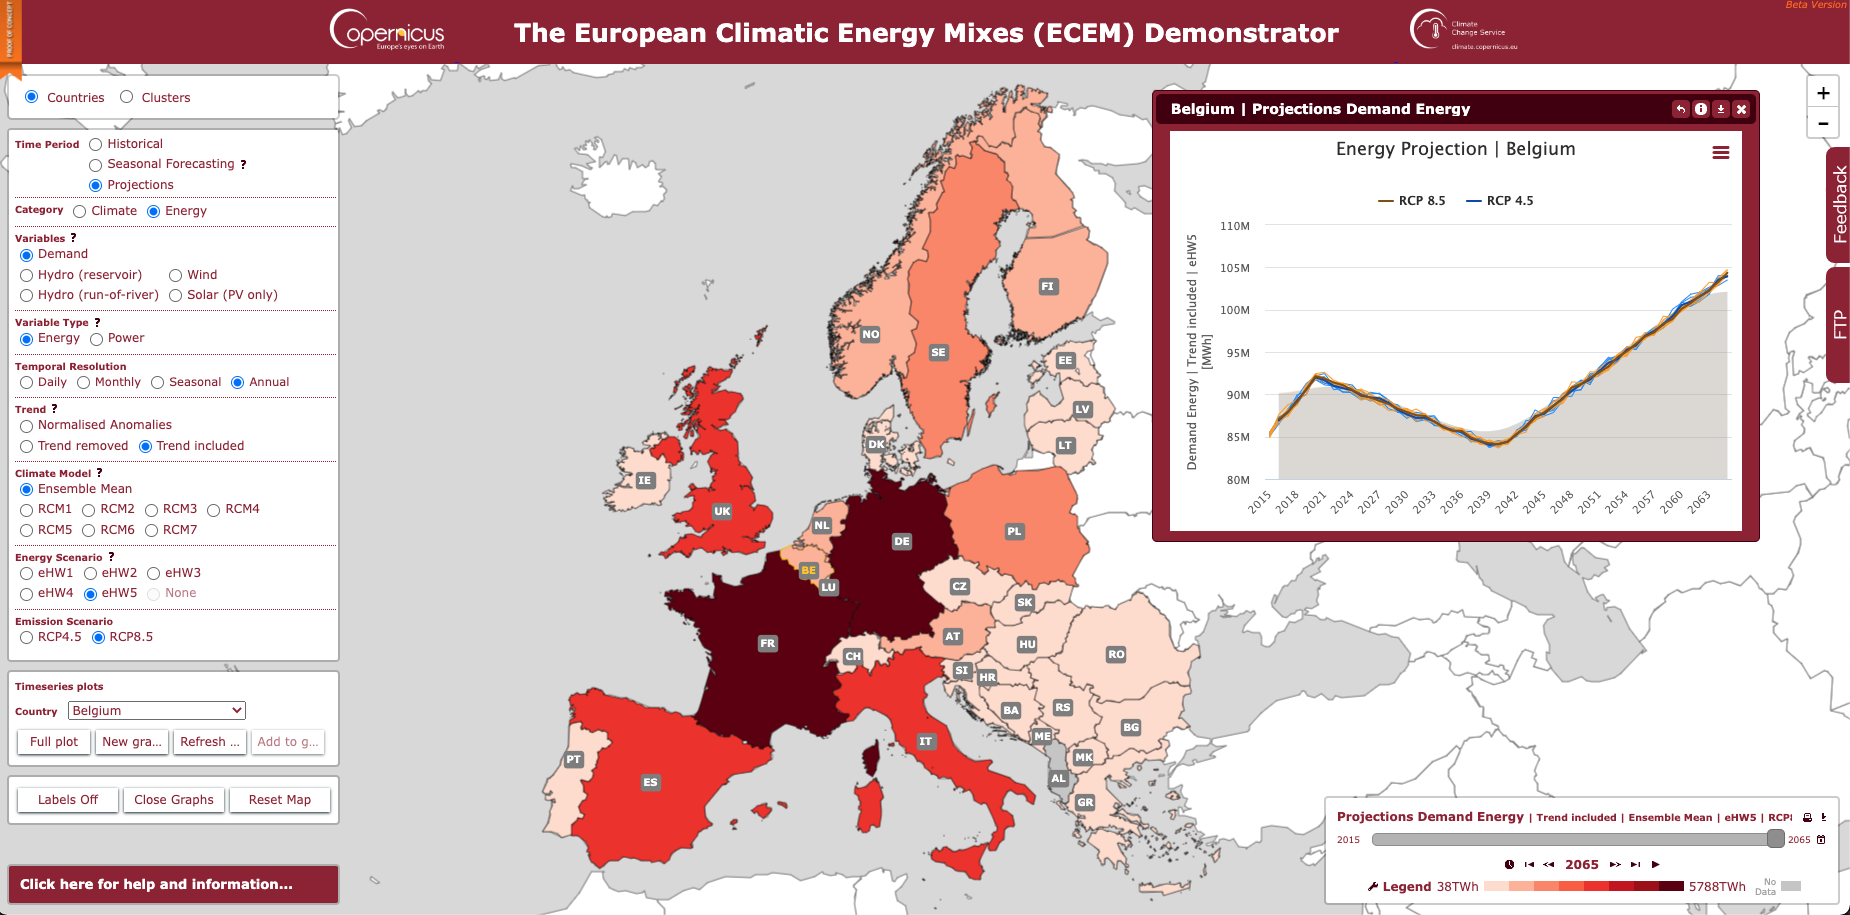 PROOF OF CONCEPT
Copernicus
Europe's eyes on Earth
The European Climatic Energy Mixes (ECEM) Demonstrator
Climate
Change Service
climate.copernicus.eu
Beta Version
Countries Clusters
Time Period Historical
Seasonal Forecasting ?
Projections
Category Climate Energy
Variables ?
Demand
Hydro (reservoir) Wind
Hydro (run-of-river) Solar (PV only)
Variable Type ?
Energy Power
Temporal Resolution
Daily Monthly Seasonal Annual
Trend ?
Normalised Anomalies
Trend removed Trend included
Climate Model ?
Ensemble Mean
RCM1 RCM2 RCM3 RCM4
RCM5 RCM6 RCM7
Energy Scenario ?
eHW1 eHW2 eHW3
eHW4 eHW5 None
Emission Scenario
RCP4.5 RCP8.5
Timeseries plots
Country Belgium
Full plot New gra... Refresh ... Add to g...
Labels Off Close Graphs Reset Map
Click here for help and information...
NO
SE
FI
EE
LV
LT
DK
IE
UK
NL
DE
PL
BE
LU
CZ
SK
FR
CH
AT
HU
RO
SI
HR
BA
RS
BG
IT
ME
MK
AL
GR
PT
ES
Belgium | Projections Demand Energy
Energy Projection | Belgium
RCP 8.5 RCP 4.5
Demand Energy | Trend included | eHW5
[MWh]
110M
105M
100M
95M
90M
85M
80M
2015 2018 2021 2024 2027 2030 2033 2036 2039 2042 2045 2048 2051 2054 2057 2060 2063
+
−
Feedback
FTP
Projections Demand Energy | Trend included | Ensemble Mean | eHW5 | RCP8
2015 2065
2065
Legend 38TWh 5788TWh No
Data